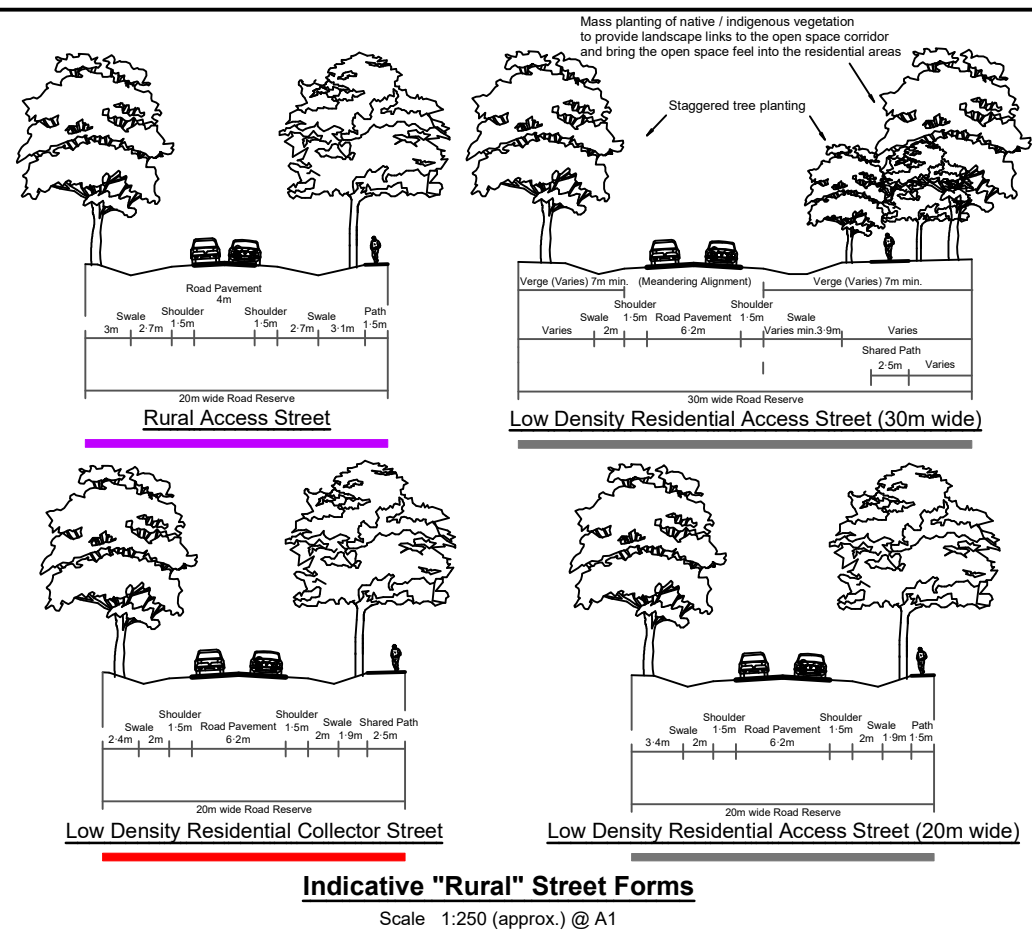 Mass planting of native / indigenous vegetation
to provide landscape links to the open space corridor
and bring the open space feel into the residential areas
Staggered tree planting
Road Pavement
4m
Swale Shoulder Shoulder Swale Path
3m 2·7m 1·5m 1·5m 2·7m 3·1m 1·5m
20m wide Road Reserve
Rural Access Street
Verge (Varies) 7m min. (Meandering Alignment) Verge (Varies) 7m min.
Shoulder Shoulder
Swale 1·5m Road Pavement 1·5m Swale
Varies 2m 6·2m Varies min.3·9m Varies
Shared Path
2·5m Varies
30m wide Road Reserve
Low Density Residential Access Street (30m wide)
Shoulder Shoulder
Swale 1·5m Road Pavement 1·5m Swale Shared Path
2·4m 2m 6·2m 2m 1·9m 2·5m
20m wide Road Reserve
Low Density Residential Collector Street
Shoulder Shoulder
Swale 1·5m Road Pavement 1·5m Swale Path
3·4m 2m 6·2m 2m 1·9m 1·5m
20m wide Road Reserve
Low Density Residential Access Street (20m wide)
Indicative "Rural" Street Forms
Scale 1:250 (approx.) @ A1